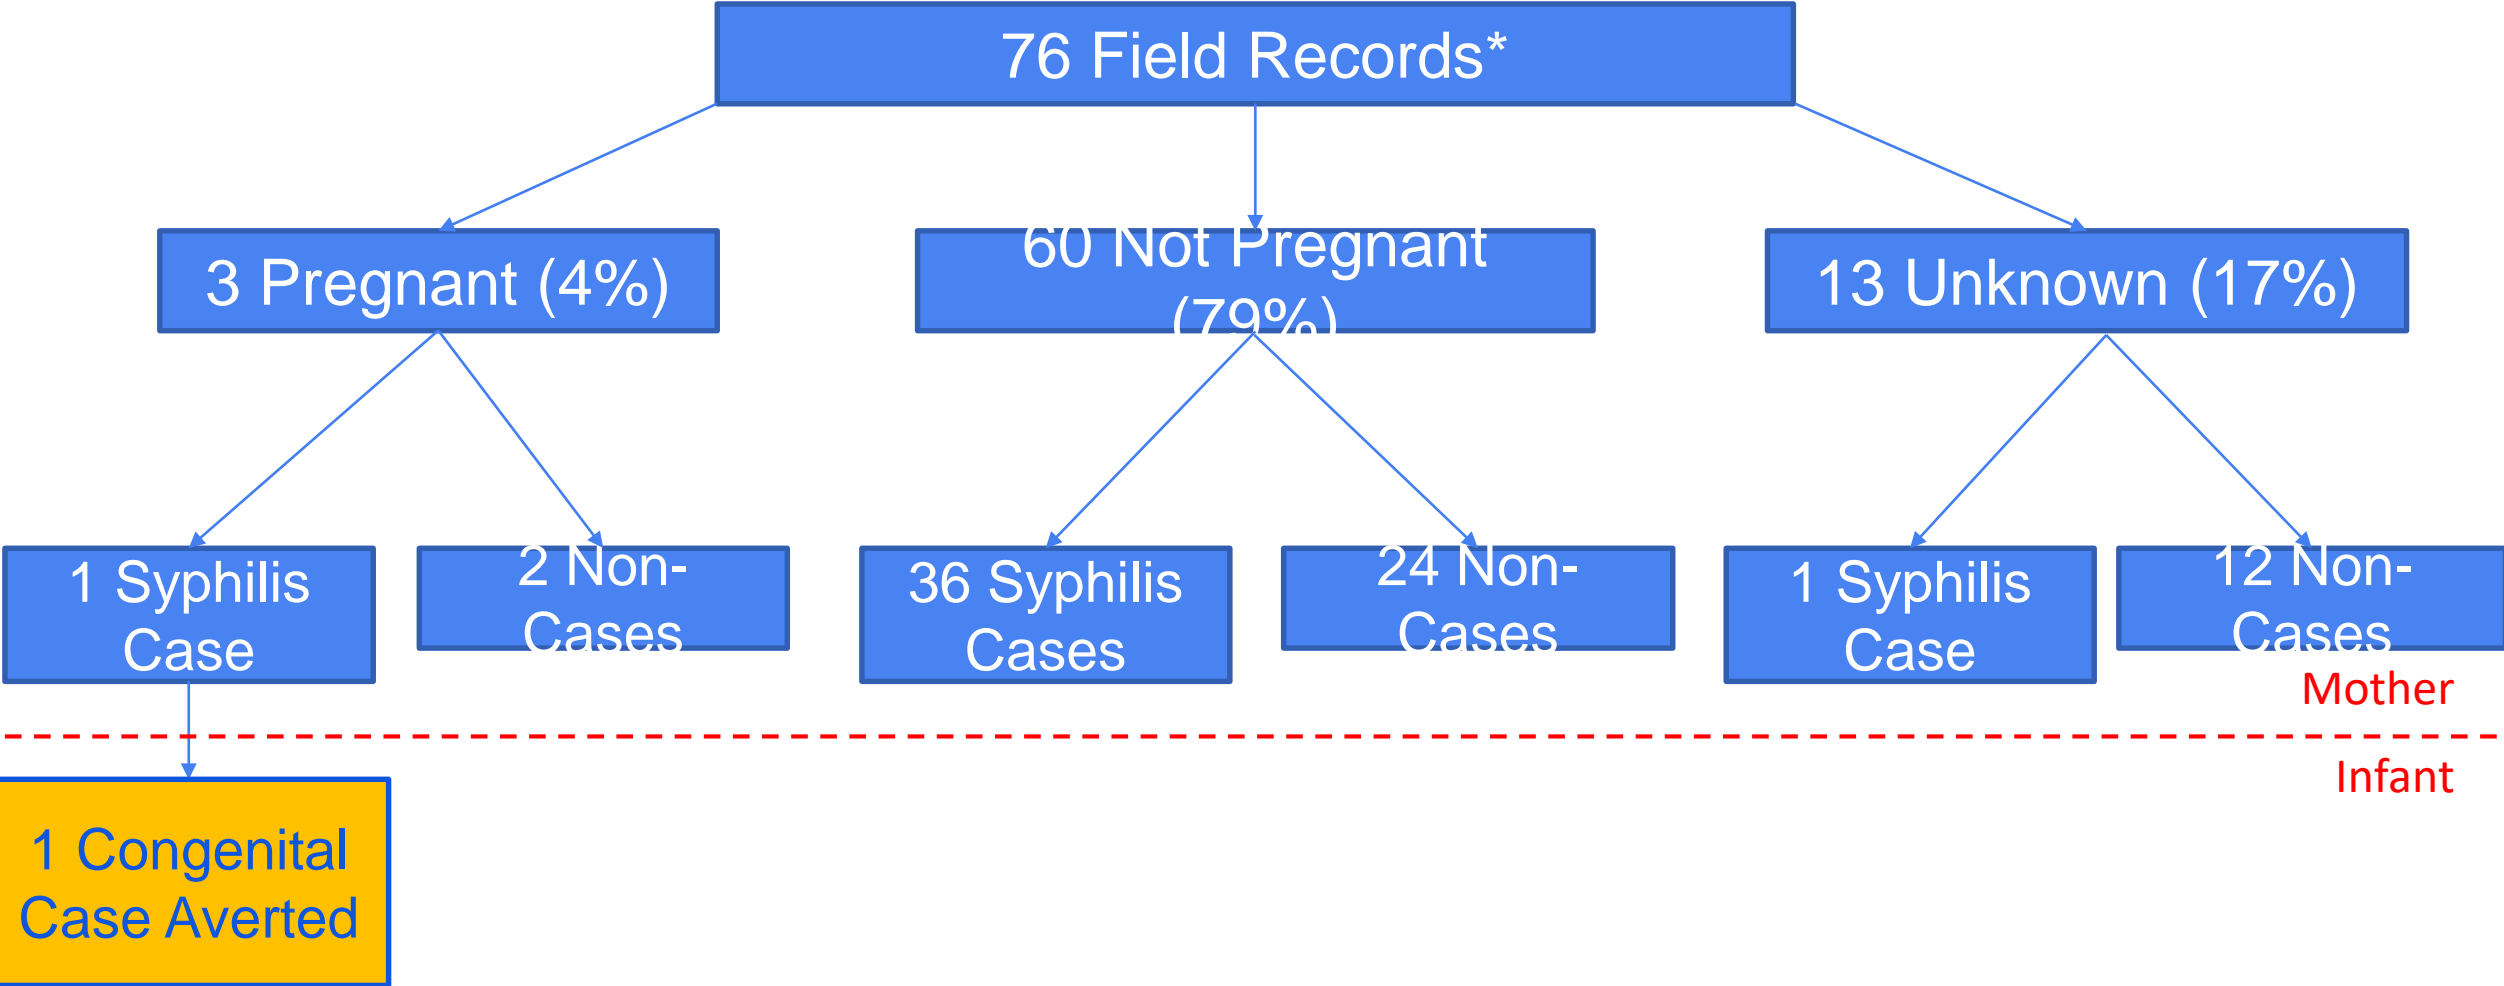 76 Field Records*
3 Pregnant (4%)
60 Not Pregnant
(79%)
13 Unknown (17%)
1 Syphilis
Case
2 Non-
Cases
36 Syphilis
Cases
24 Non-
Cases
1 Syphilis
Case
12 Non-
Cases
Mother
Infant
1 Congenital
Case Averted